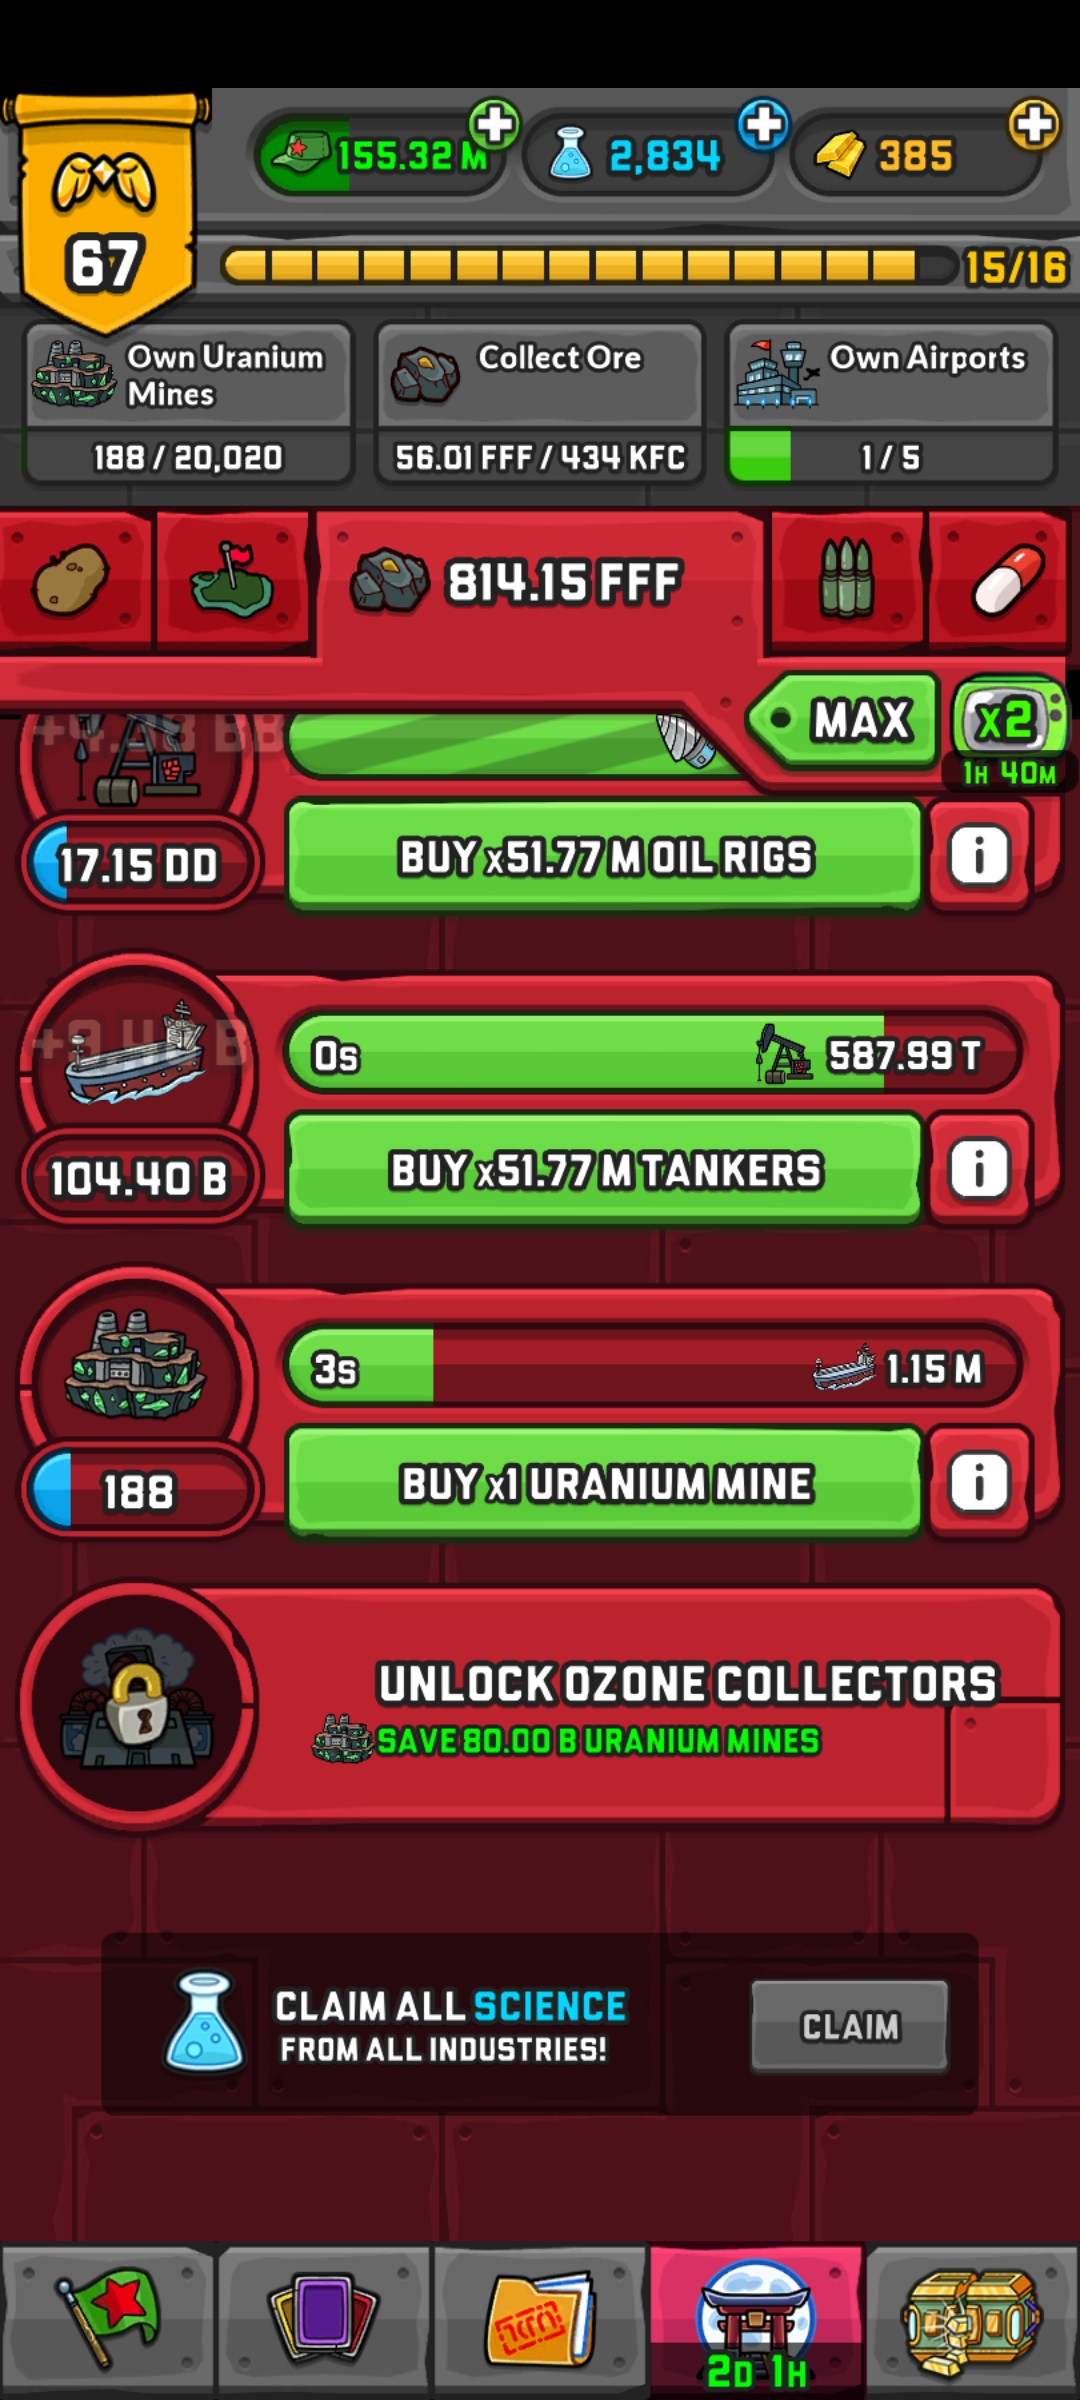 155.32 M
2,834
385
67
15/16
Own Uranium
Mines
188 / 20,020
Collect Ore
56.01 FFF / 434 KFC
Own Airports
1 / 5
814.15 FFF
MAX
x2
1H 40M
17.15 DD
BUY x51.77 M OIL RIGS
i
0s
587.99 T
104.40 B
BUY x51.77 M TANKERS
i
3s
1.15 M
188
BUY x1 URANIUM MINE
i
UNLOCK OZONE COLLECTORS
SAVE 80.00 B URANIUM MINES
CLAIM ALL SCIENCE
FROM ALL INDUSTRIES!
CLAIM
2D 1H